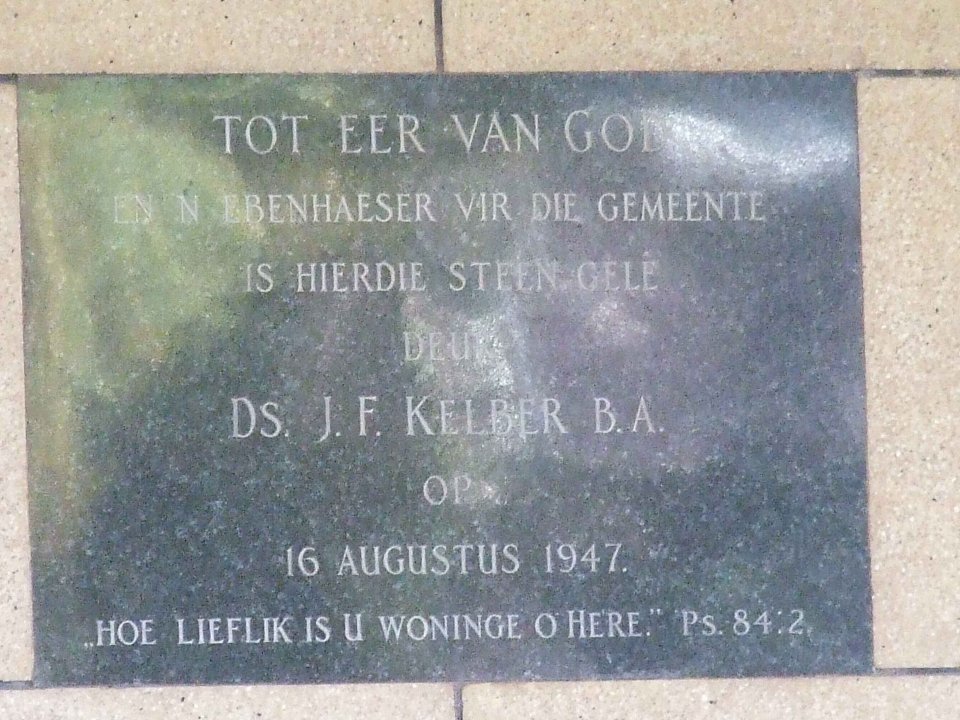 TOT EER VAN GOD
EN 'N EBENHAESER VIR DIE GEMEENTE
IS HIERDIE STEEN GELÊ
DEUR
DS. J. F. KELBER B.A.
OP
16 AUGUSTUS 1947.
„HOE LIEFLIK IS U WONINGE O HERE." PS. 84:2.